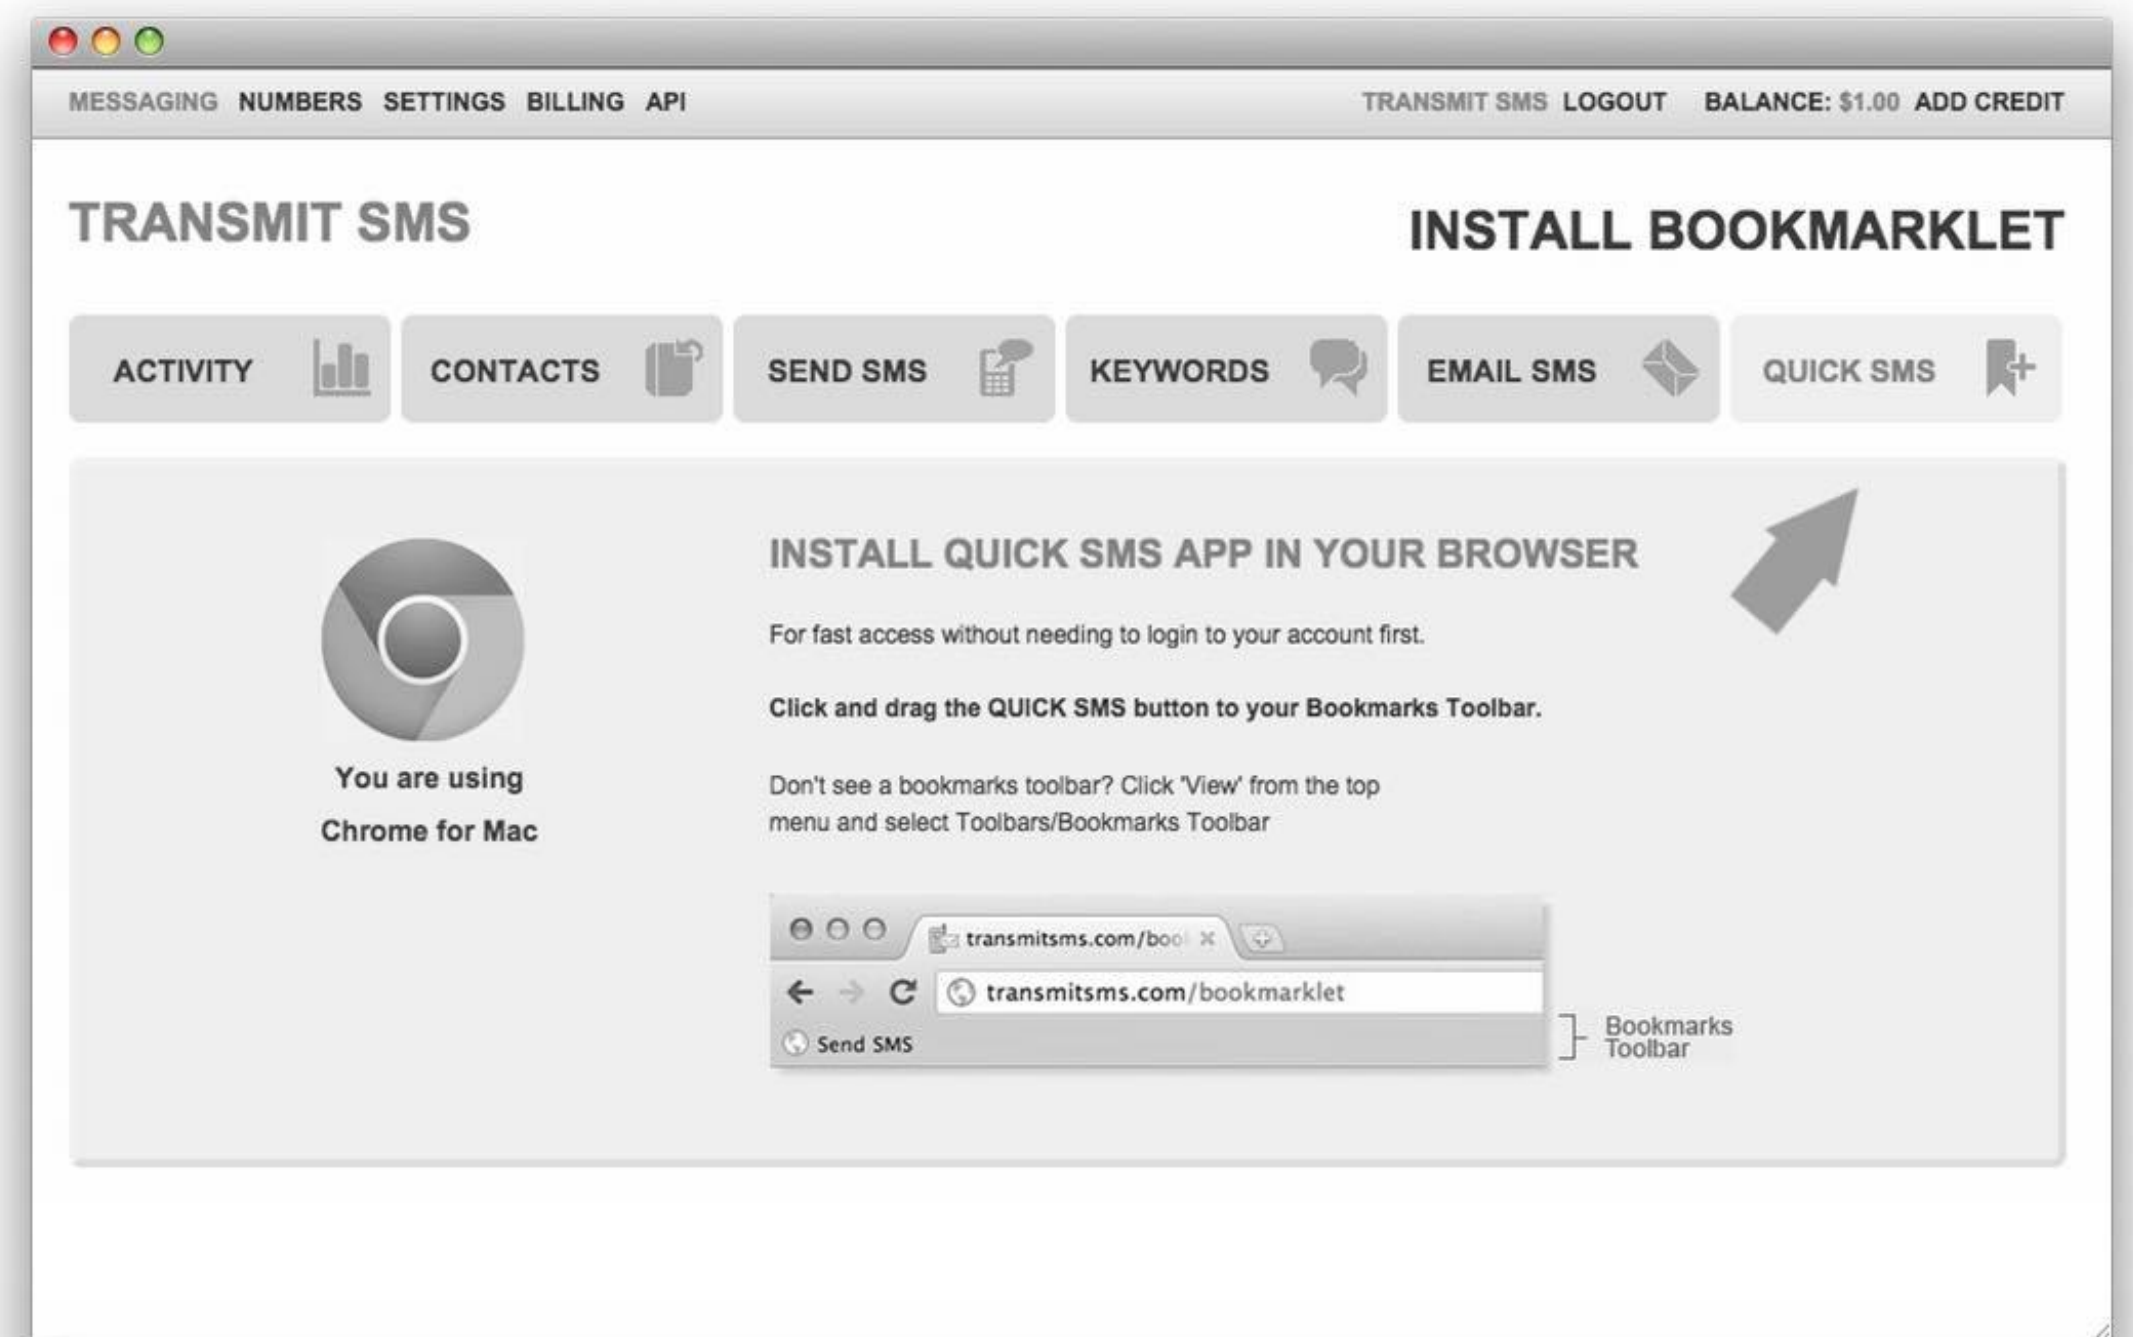 MESSAGING NUMBERS SETTINGS BILLING API
TRANSMIT SMS LOGOUT BALANCE: $1.00 ADD CREDIT
TRANSMIT SMS
INSTALL BOOKMARKLET
ACTIVITY
CONTACTS
SEND SMS
KEYWORDS
EMAIL SMS
QUICK SMS
You are using
Chrome for Mac
INSTALL QUICK SMS APP IN YOUR BROWSER
For fast access without needing to login to your account first.
Click and drag the QUICK SMS button to your Bookmarks Toolbar.
Don't see a bookmarks toolbar? Click 'View' from the top
menu and select Toolbars/Bookmarks Toolbar
transmitsms.com/boo
transmitsms.com/bookmarklet
Send SMS
Bookmarks
Toolbar